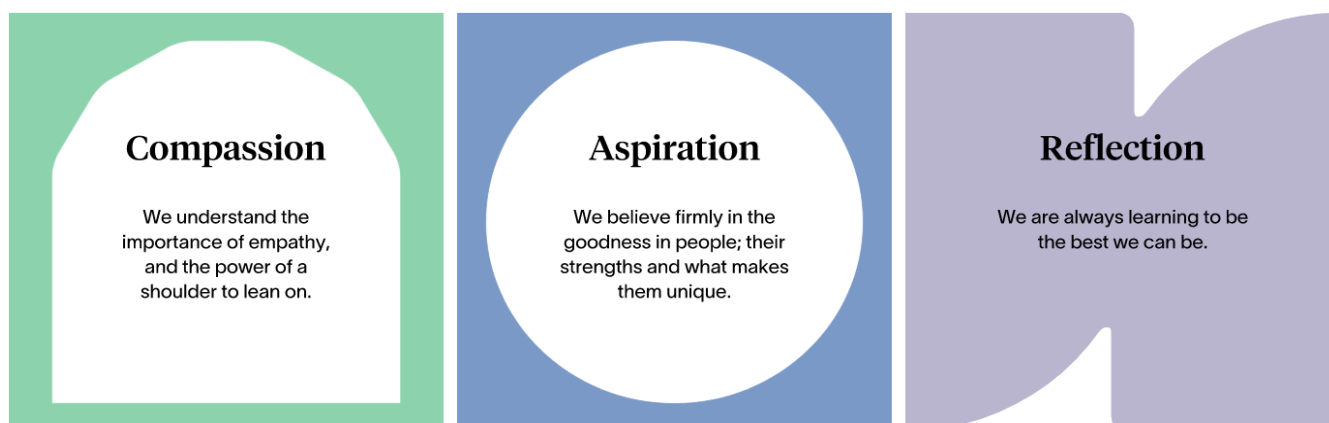 Compassion
We understand the
importance of empathy,
and the power of a
shoulder to lean on.
Aspiration
We believe firmly in the
goodness in people; their
strengths and what makes
them unique.
Reflection
We are always learning to be
the best we can be.